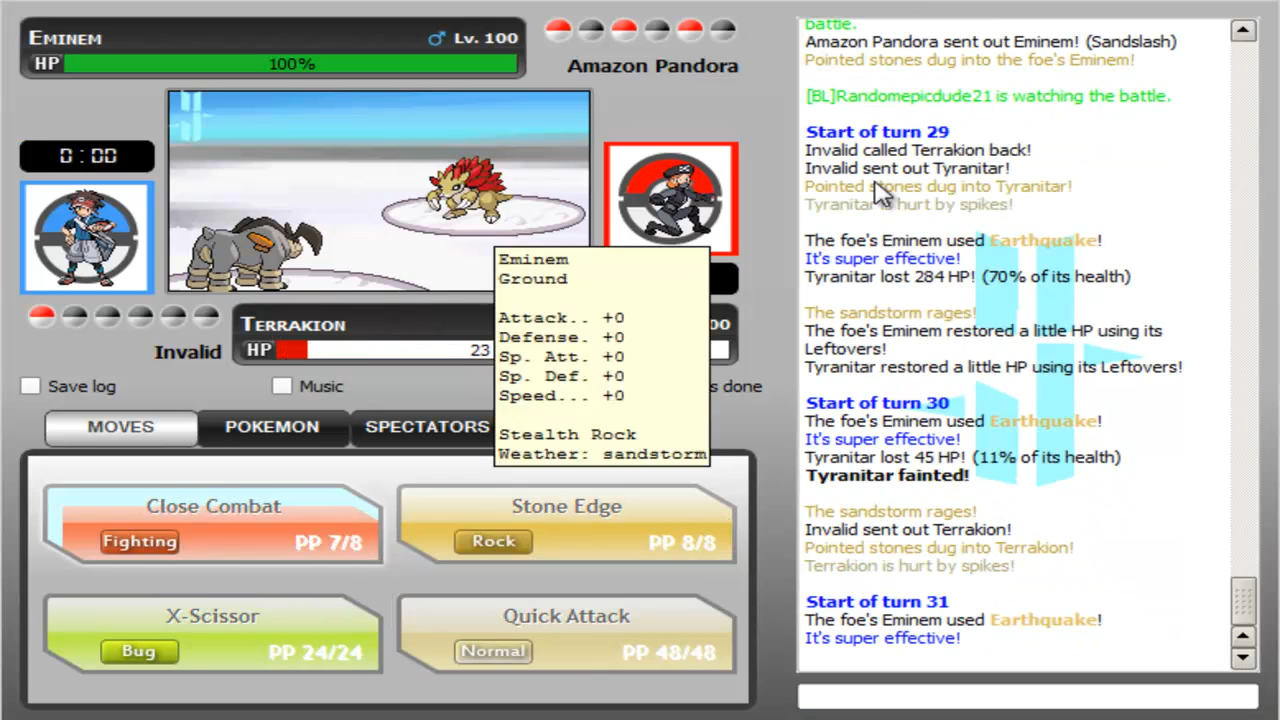 EMINEM ♂ Lv. 100
HP 100%
Amazon Pandora
0:00
Eminem
Ground
Attack.. +0
Defense. +0
Sp. Att. +0
Sp. Def. +0
Speed... +0
Stealth Rock
Weather: sandstorm
TERRAKION 00
HP 23
Invalid
Save log
Music
s done
MOVES
POKEMON
SPECTATORS
Close Combat
Fighting PP 7/8
Stone Edge
Rock PP 8/8
X-Scissor
Bug PP 24/24
Quick Attack
Normal PP 48/48
battle.
Amazon Pandora sent out Eminem! (Sandslash)
Pointed stones dug into the foe's Eminem!
[BL]Randomepicdude21 is watching the battle.
Start of turn 29
Invalid called Terrakion back!
Invalid sent out Tyranitar!
Pointed stones dug into Tyranitar!
Tyranitar is hurt by spikes!
The foe's Eminem used Earthquake!
It's super effective!
Tyranitar lost 284 HP! (70% of its health)
The sandstorm rages!
The foe's Eminem restored a little HP using its
Leftovers!
Tyranitar restored a little HP using its Leftovers!
Start of turn 30
The foe's Eminem used Earthquake!
It's super effective!
Tyranitar lost 45 HP! (11% of its health)
Tyranitar fainted!
The sandstorm rages!
Invalid sent out Terrakion!
Pointed stones dug into Terrakion!
Terrakion is hurt by spikes!
Start of turn 31
The foe's Eminem used Earthquake!
It's super effective!